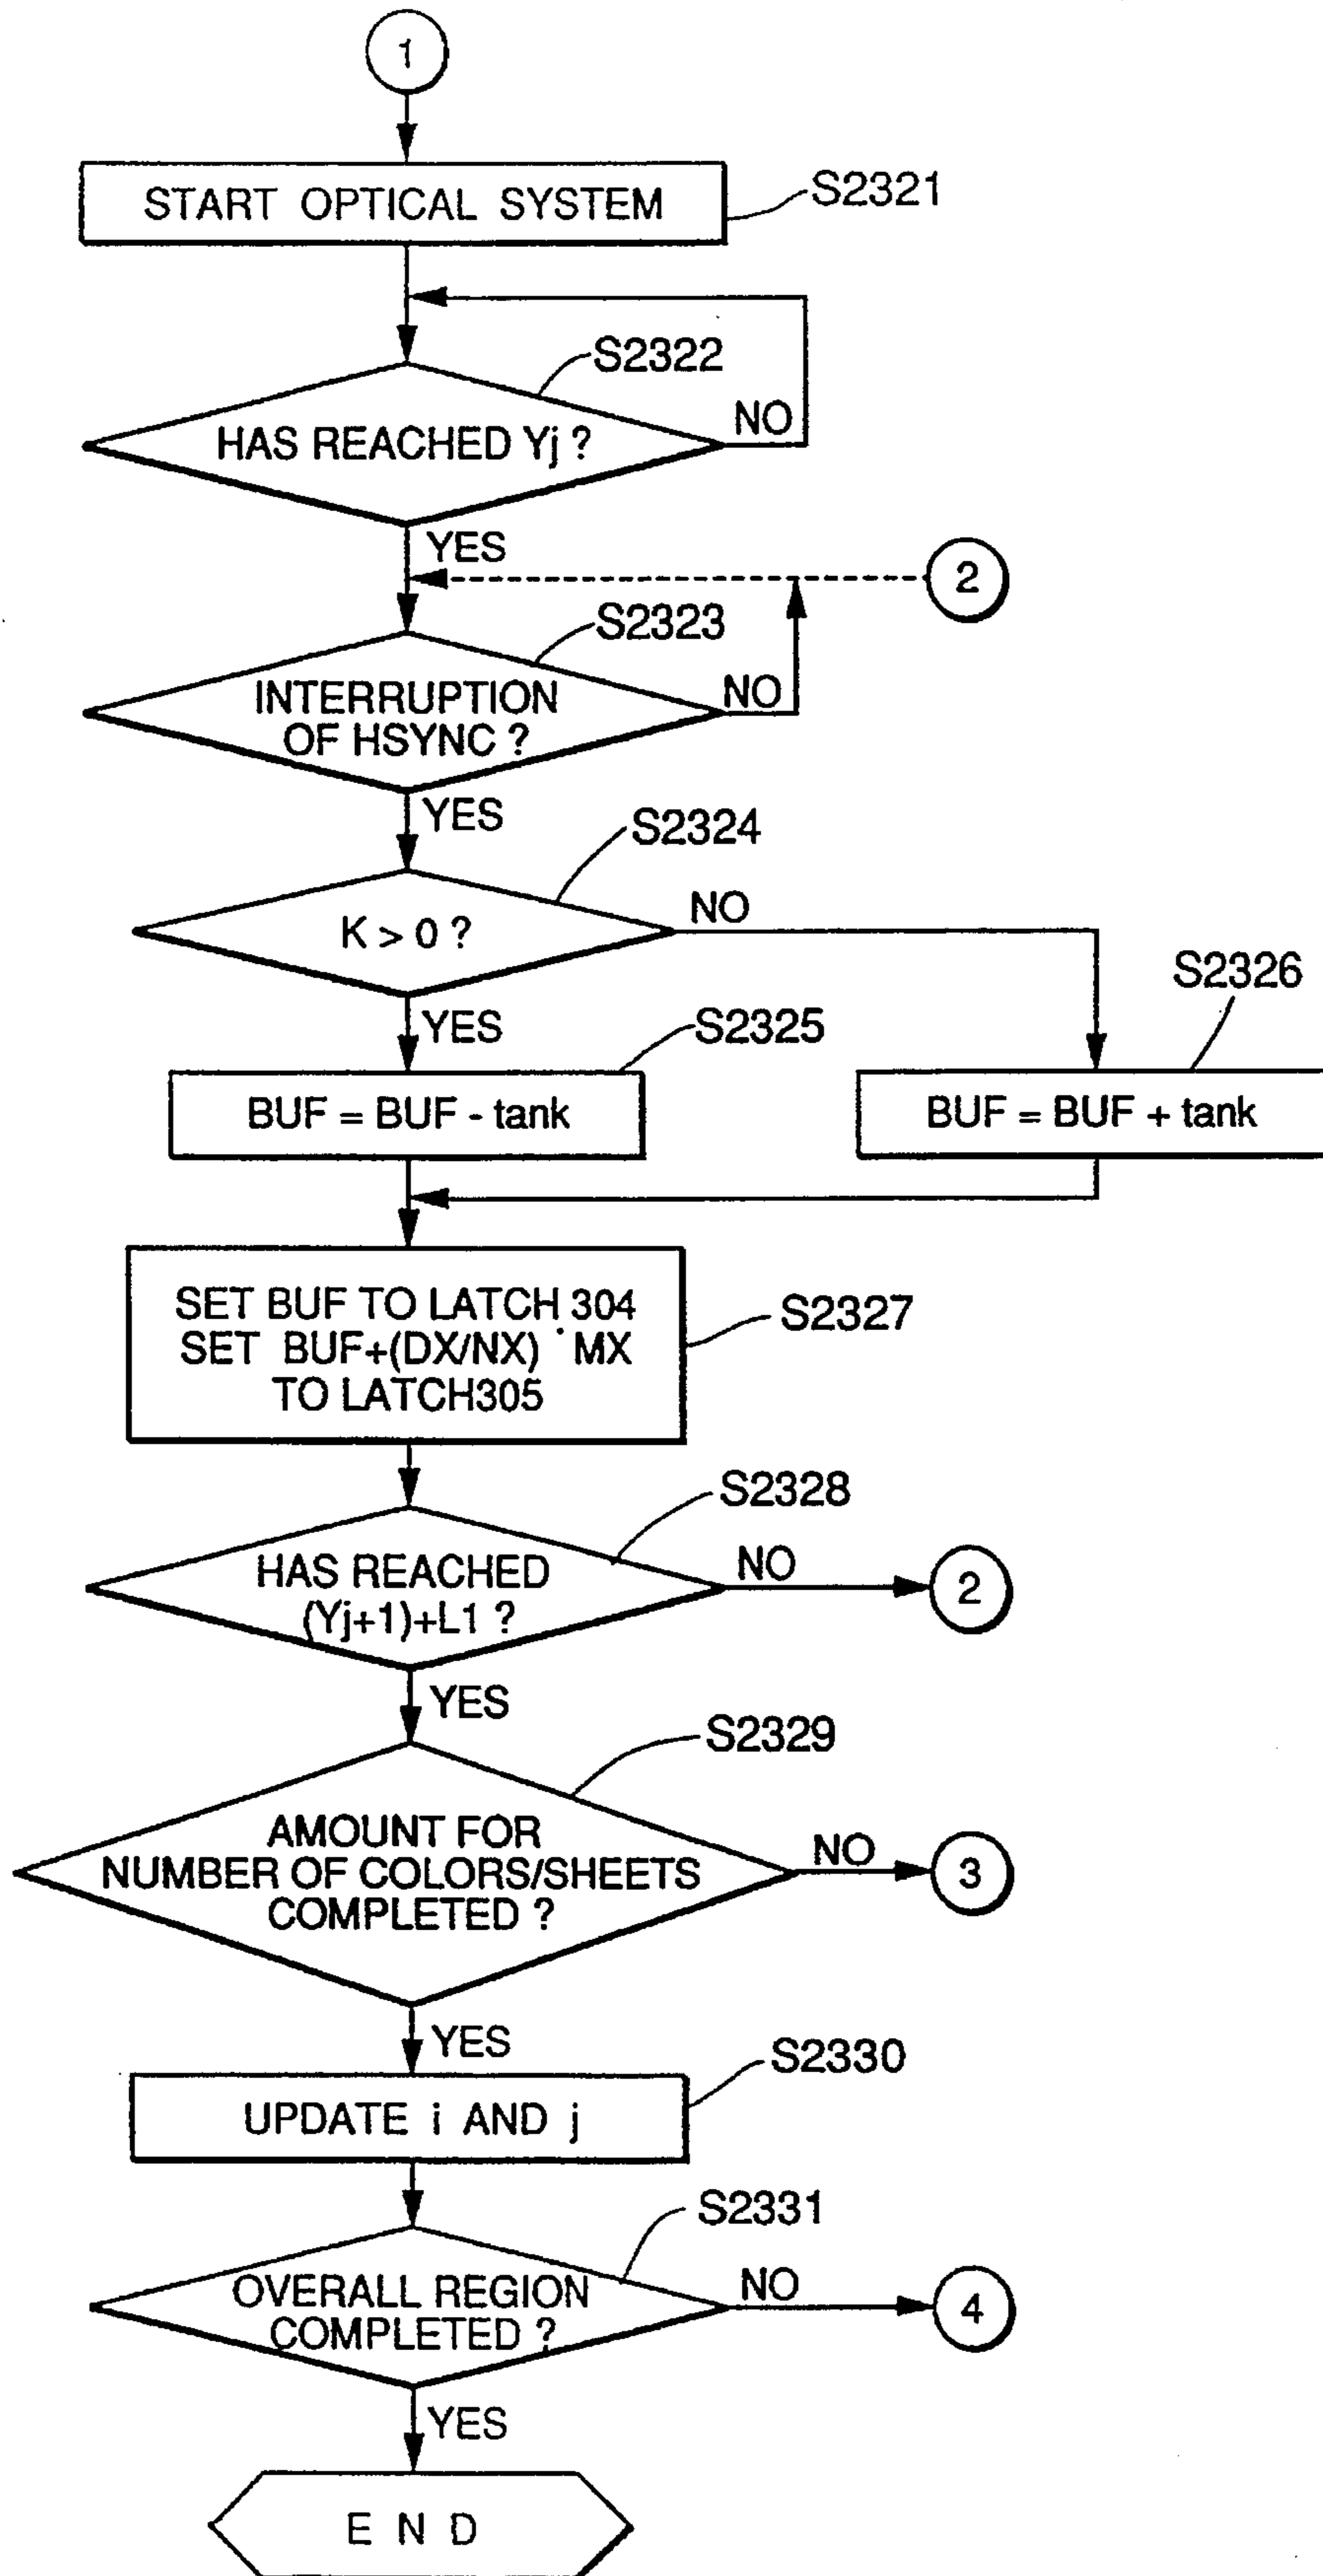 1
START OPTICAL SYSTEM
S2321
S2322
HAS REACHED Yj ?
NO
YES
2
S2323
INTERRUPTION
OF HSYNC ?
NO
YES
S2324
K > 0 ?
NO
YES
S2325
S2326
BUF = BUF - tank
BUF = BUF + tank
SET BUF TO LATCH 304
SET BUF+(DX/NX) · MX
TO LATCH305
S2327
S2328
HAS REACHED
(Yj+1)+L1 ?
NO
2
YES
S2329
AMOUNT FOR
NUMBER OF COLORS/SHEETS
COMPLETED ?
NO
3
YES
S2330
UPDATE i AND j
S2331
OVERALL REGION
COMPLETED ?
NO
4
YES
E N D